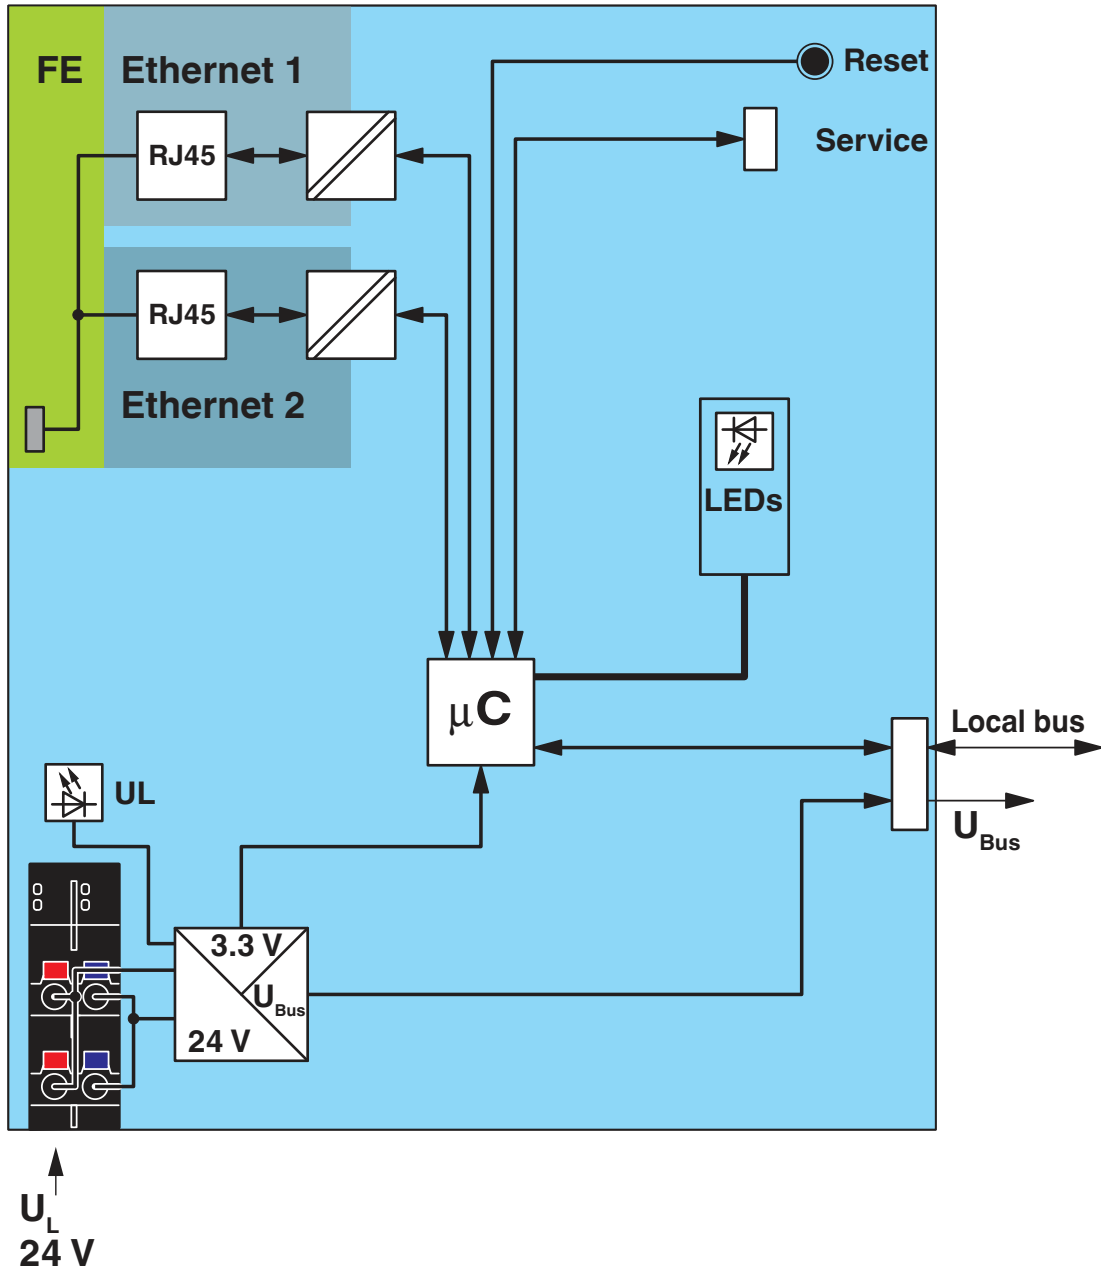 FE
Ethernet 1
Reset
RJ45
Service
RJ45
Ethernet 2
LEDs
μC
Local bus
UL
U Bus
3.3 V
U Bus
24 V
U L
24 V